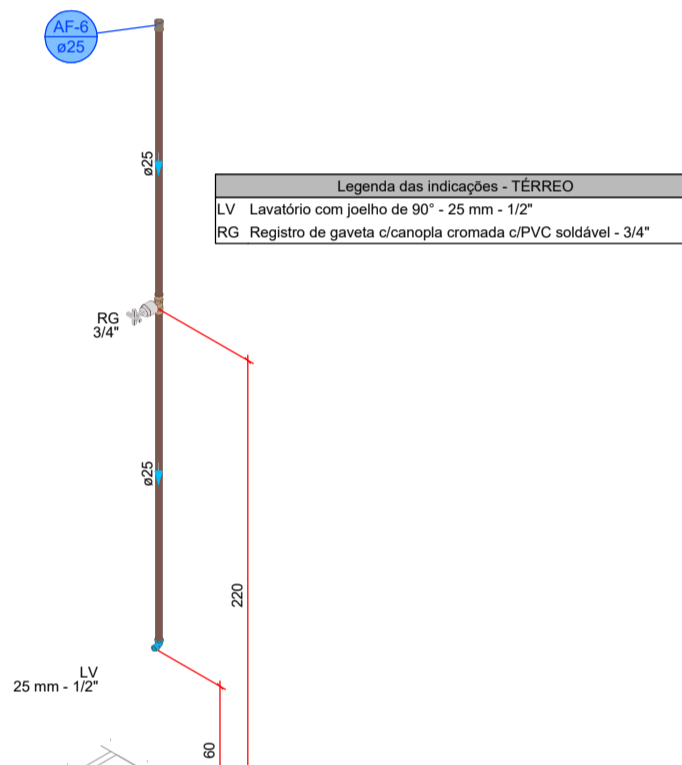 AF-6
ø25
ø25
Legenda das indicações - TÉRREO
LV Lavatório com joelho de 90° - 25 mm - 1/2"
RG Registro de gaveta c/canopla cromada c/PVC soldável - 3/4"
RG
3/4"
ø25
220
LV
25 mm - 1/2"
60